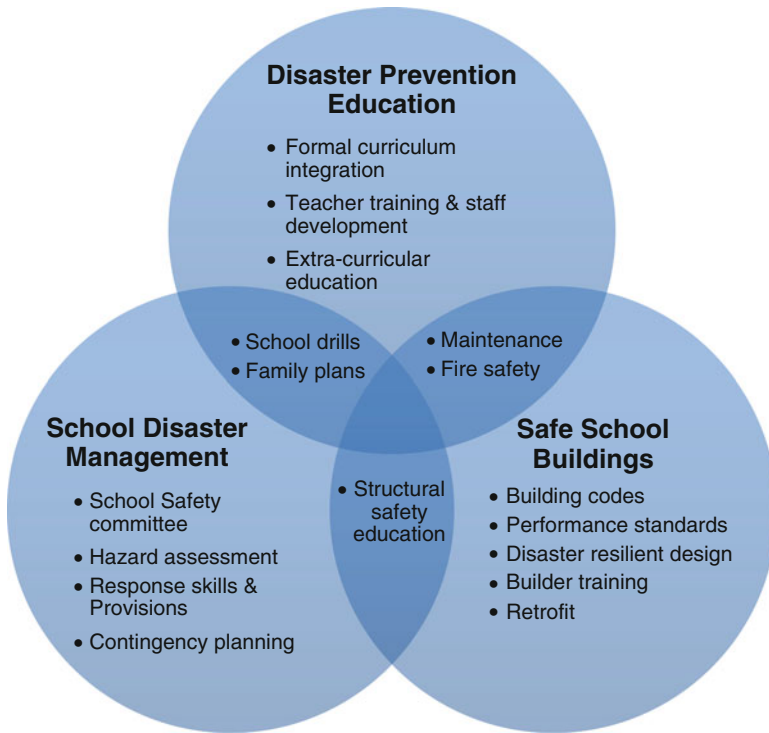 Disaster Prevention
Education
• Formal curriculum
integration
• Teacher training & staff
development
• Extra-curricular
education
• School drills
• Family plans
• Maintenance
• Fire safety
School Disaster
Management
• School Safety
committee
• Hazard assessment
• Response skills &
Provisions
• Contingency planning
• Structural
safety
education
Safe School
Buildings
• Building codes
• Performance standards
• Disaster resilient design
• Builder training
• Retrofit